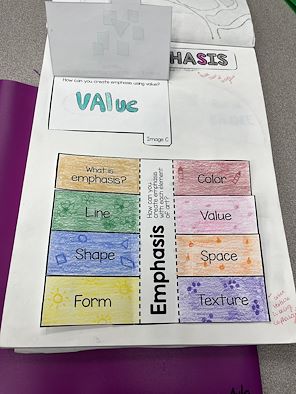 HASIS
How can you create emphasis using value?
VAlue
Image C
What is
emphasis?
Line
Shape
Form
Emphasis
How can you
create emphasis
with each element
of art?
Color
Value
Space
Texture